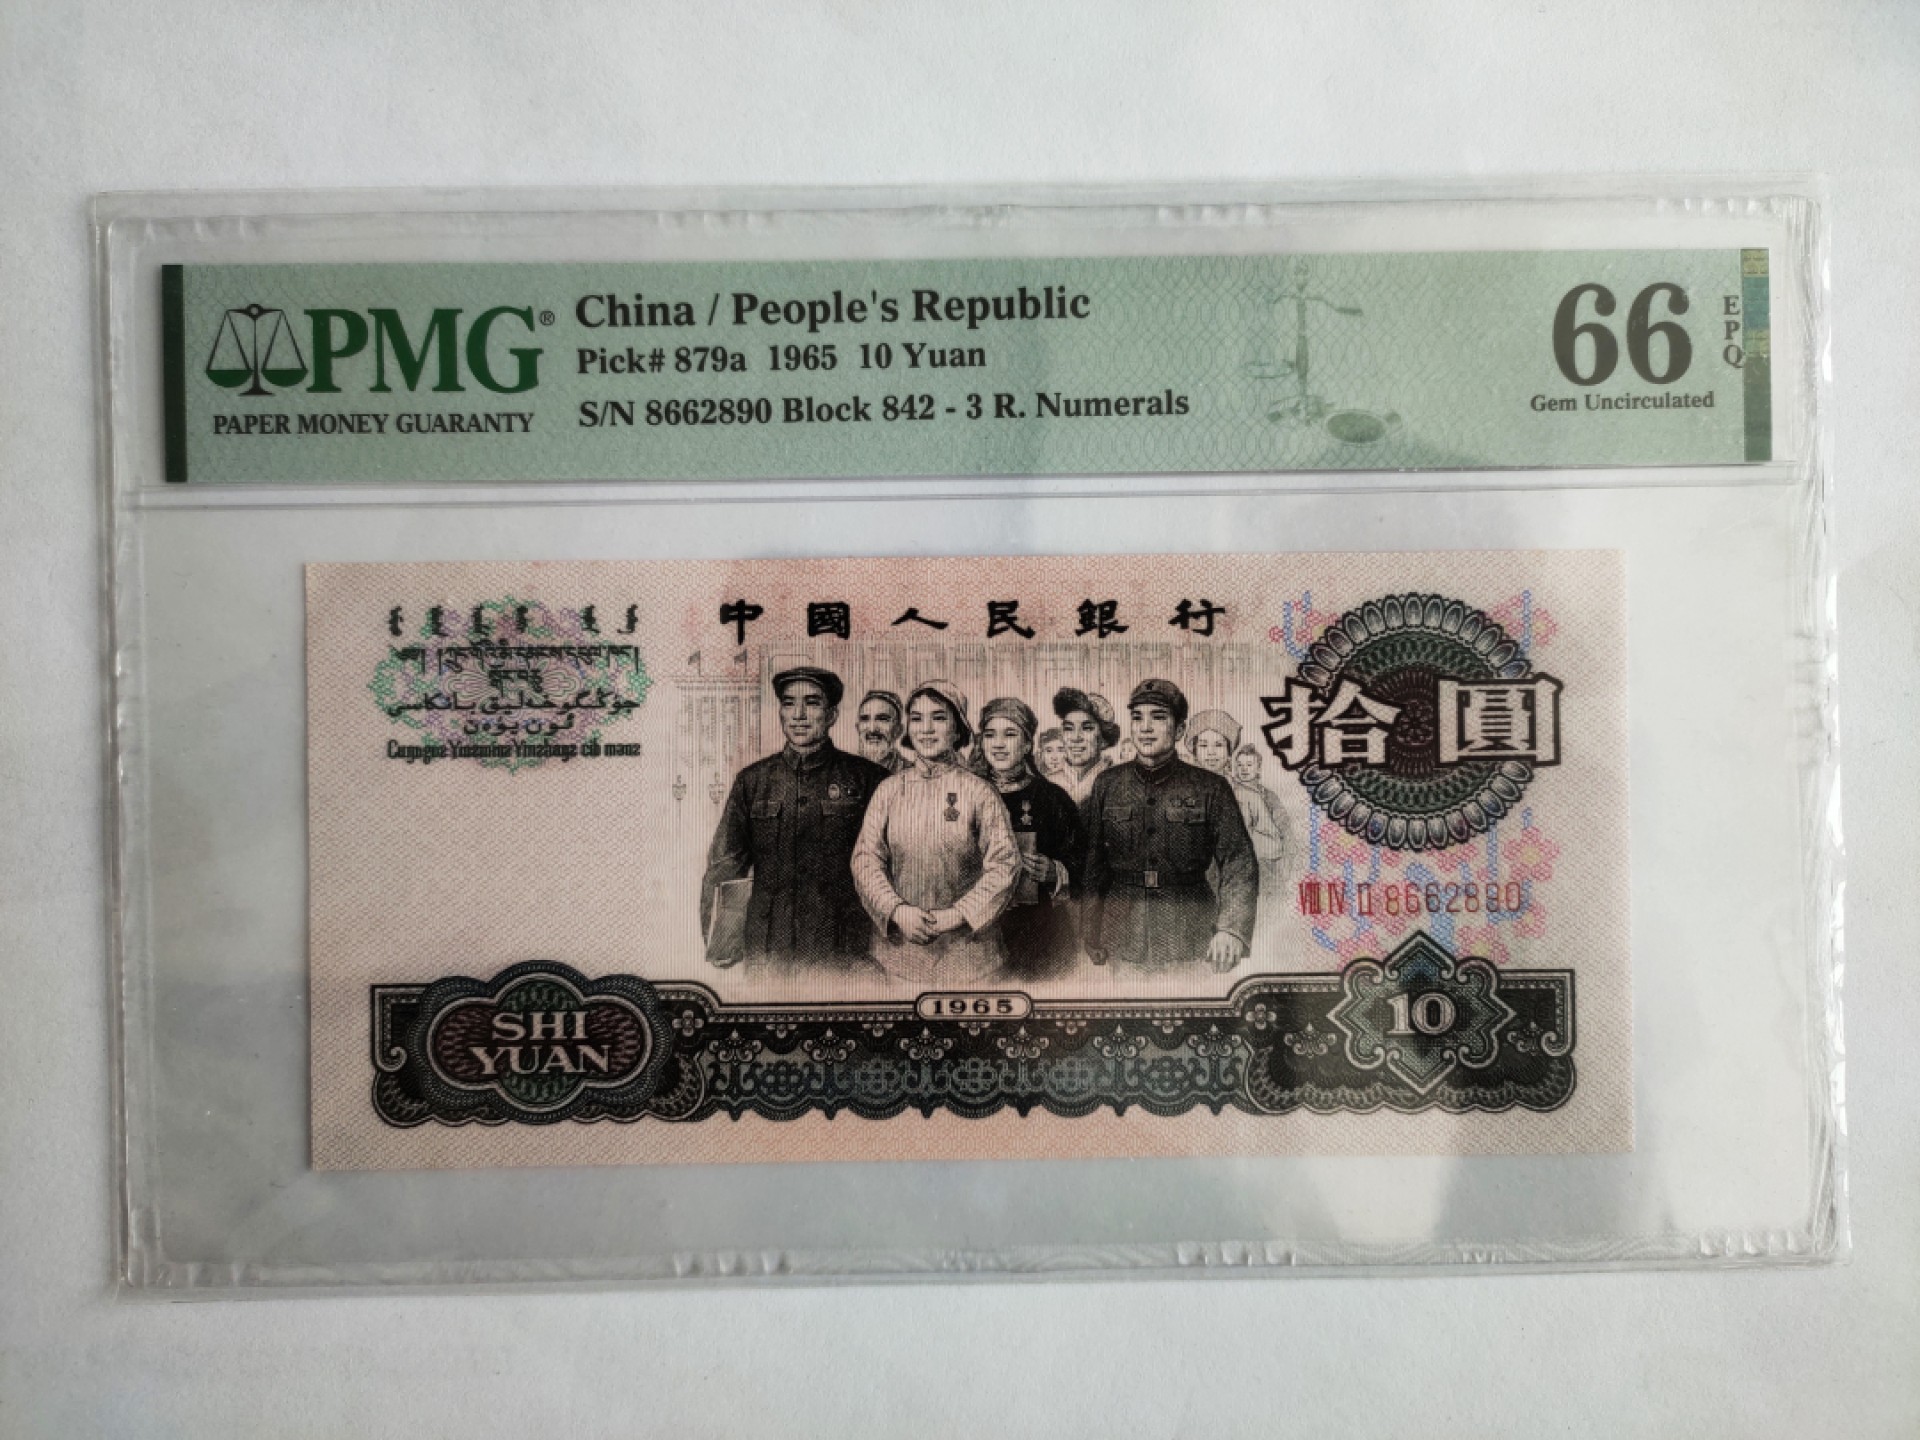 PMG®
PAPER MONEY GUARANTY
China / People's Republic
Pick# 879a 1965 10 Yuan
S/N 8662890 Block 842 - 3 R. Numerals
66
EPQ
Gem Uncirculated
中國人民銀行
拾圓
VIII IV II 8662890
1965
SHI
YUAN
10